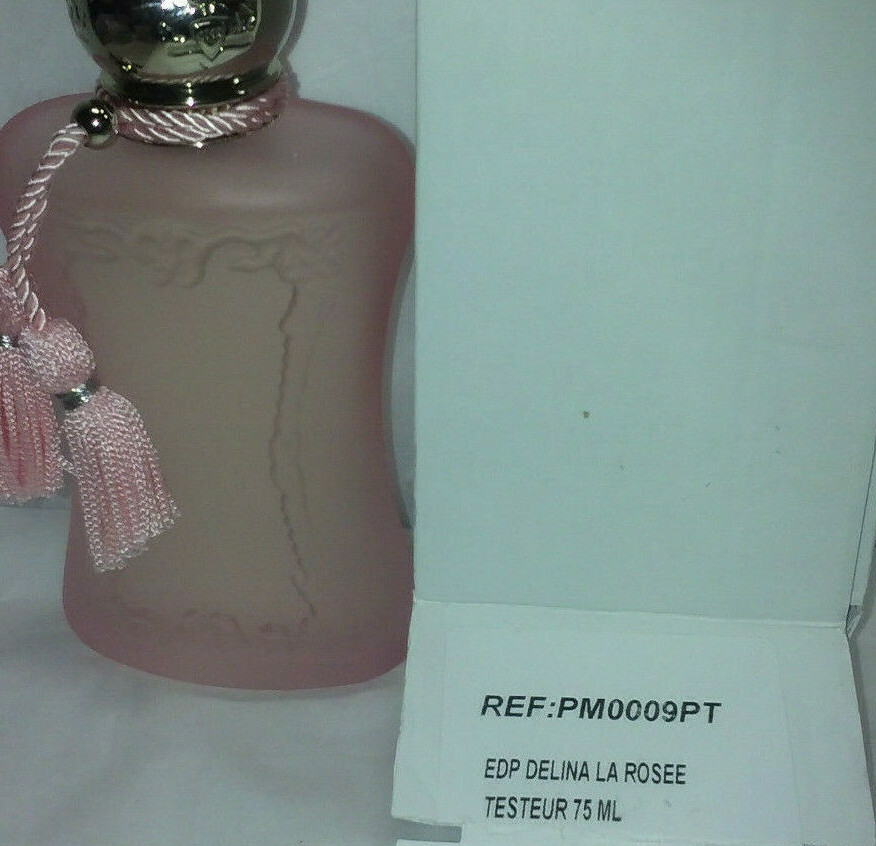 REF:PM0009PT
EDP DELINA LA ROSEE
TESTEUR 75 ML